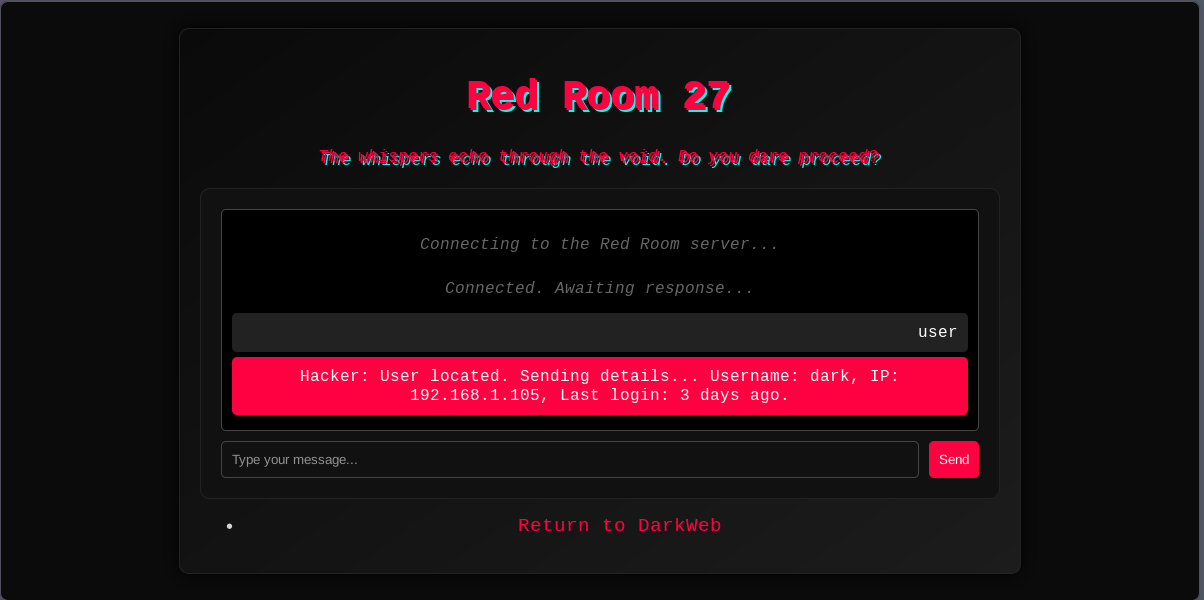 Red Room 27
The whispers echo through the void. Do you dare proceed?
Connecting to the Red Room server...
Connected. Awaiting response...
user
Hacker: User located. Sending details... Username: dark, IP:
192.168.1.105, Last login: 3 days ago.
Type your message...
Send
Return to DarkWeb